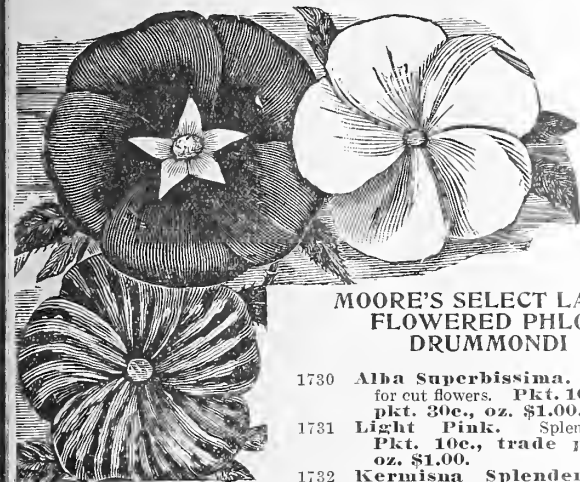 MOORE'S SELECT LA
FLOWERED PHLO
DRUMMONDI
1730 Alba Superbissima.
for cut flowers. Pkt. 10
pkt. 30c., oz. $1.00.
1731 Light Pink. Splen
Pkt. 10c., trade p
oz. $1.00.
1732 Kermisna Splender